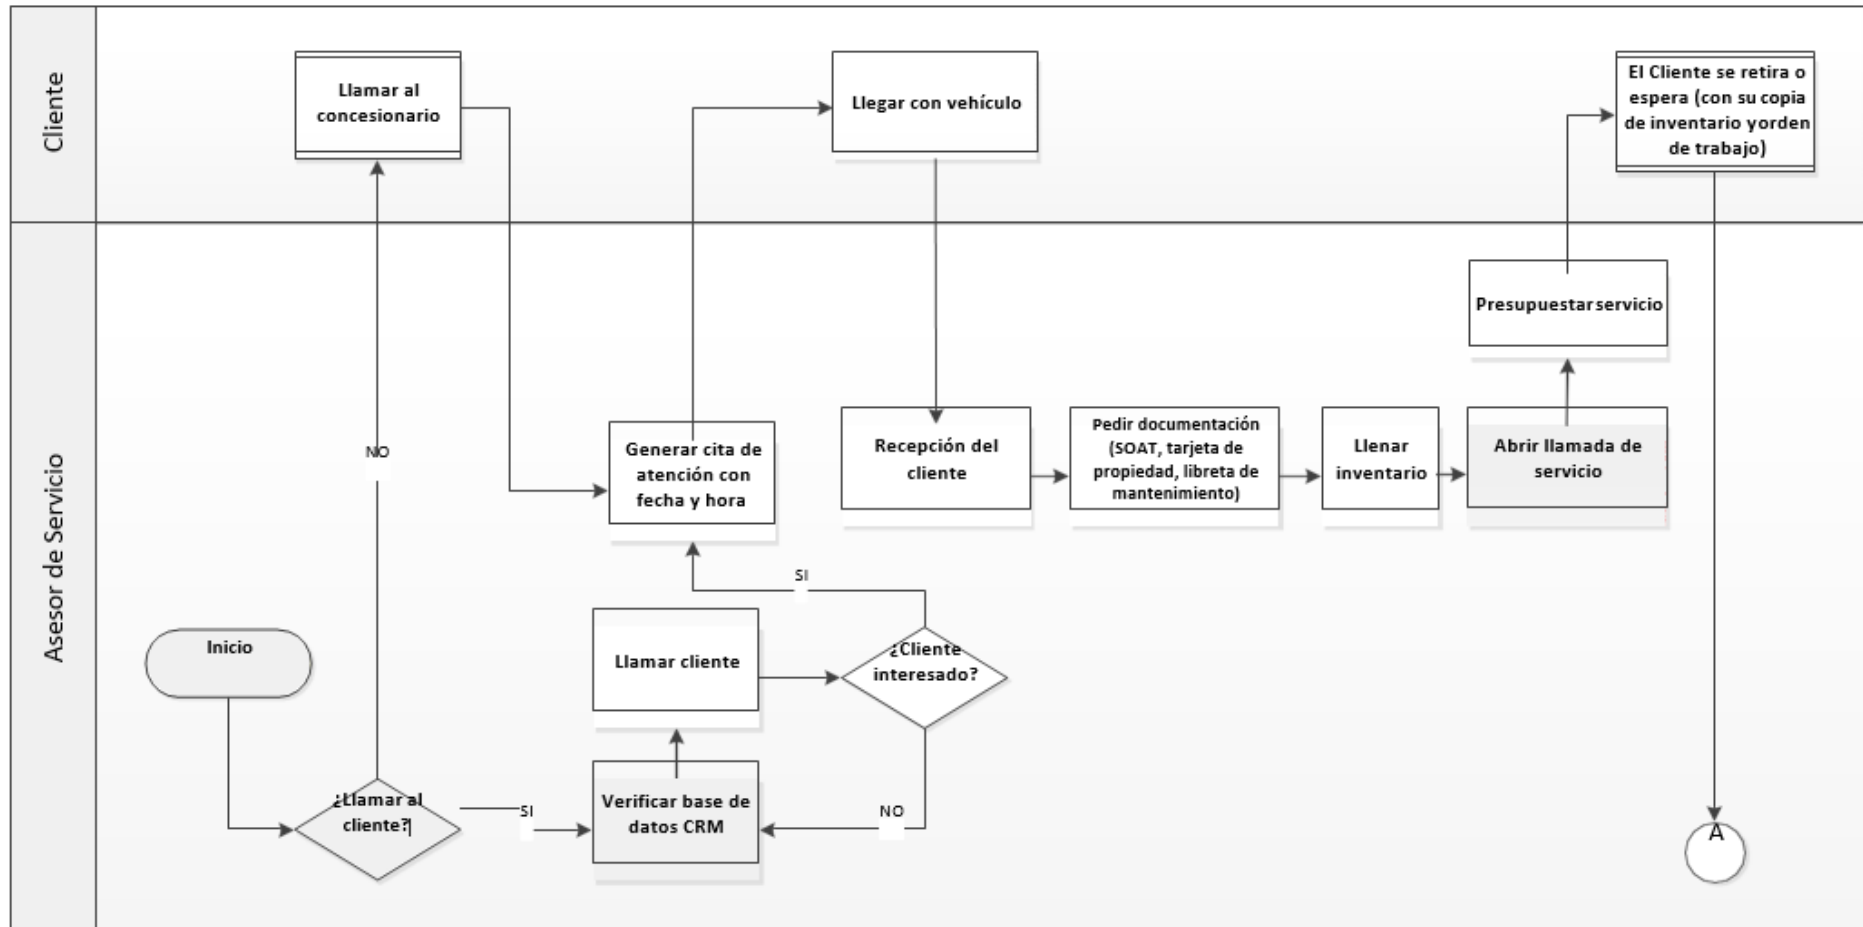 Cliente
Llamar al
concesionario
Llegar con vehículo
El Cliente se retira o
espera (con su copia
de inventario y orden
de trabajo)
Asesor de Servicio
Presupuestar servicio
NO
Generar cita de
atención con
fecha y hora
Recepción del
cliente
Pedir documentación
(SOAT, tarjeta de
propiedad, libreta de
mantenimiento)
Llenar
inventario
Abrir llamada de
servicio
SI
Inicio
Llamar cliente
¿Cliente
interesado?
¿Llamar al
cliente?
SI
Verificar base de
datos CRM
NO
A